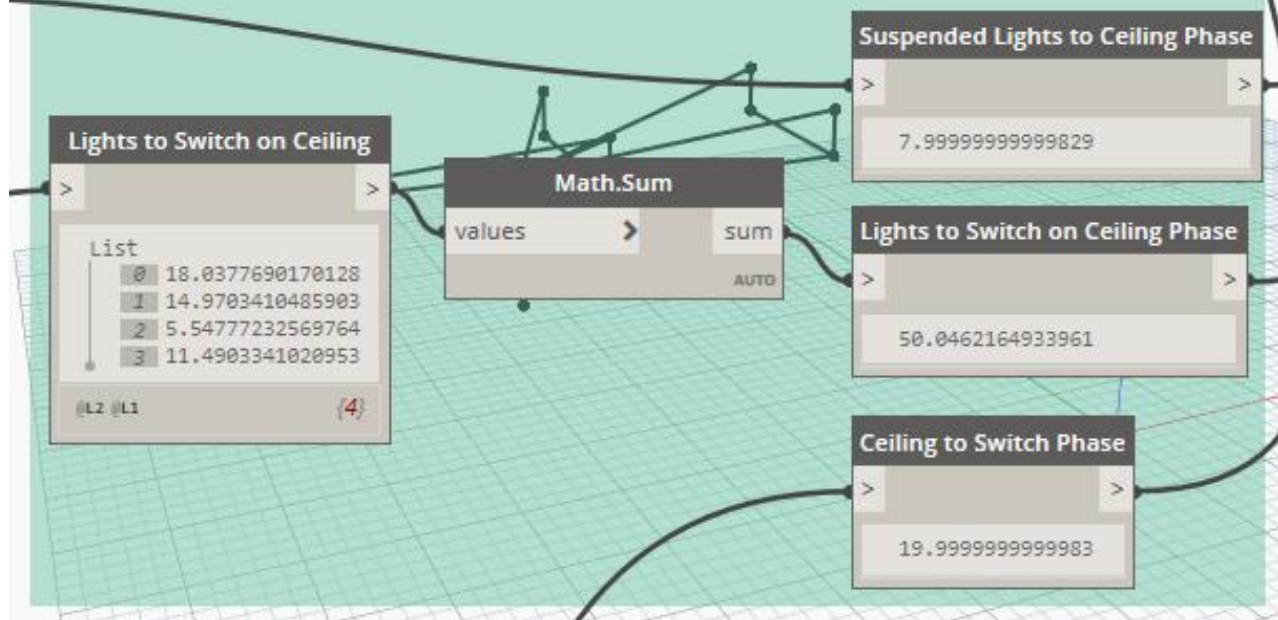 Lights to Switch on Ceiling
>
>
List
0 18.0377690170128
1 14.9703410485903
2 5.54777232569764
3 11.4903341020953
@L2 @L1
{4}
Math.Sum
values
>
sum
AUTO
Suspended Lights to Ceiling Phase
>
>
7.99999999999829
Lights to Switch on Ceiling Phase
>
>
50.0462164933961
Ceiling to Switch Phase
>
>
19.9999999999983